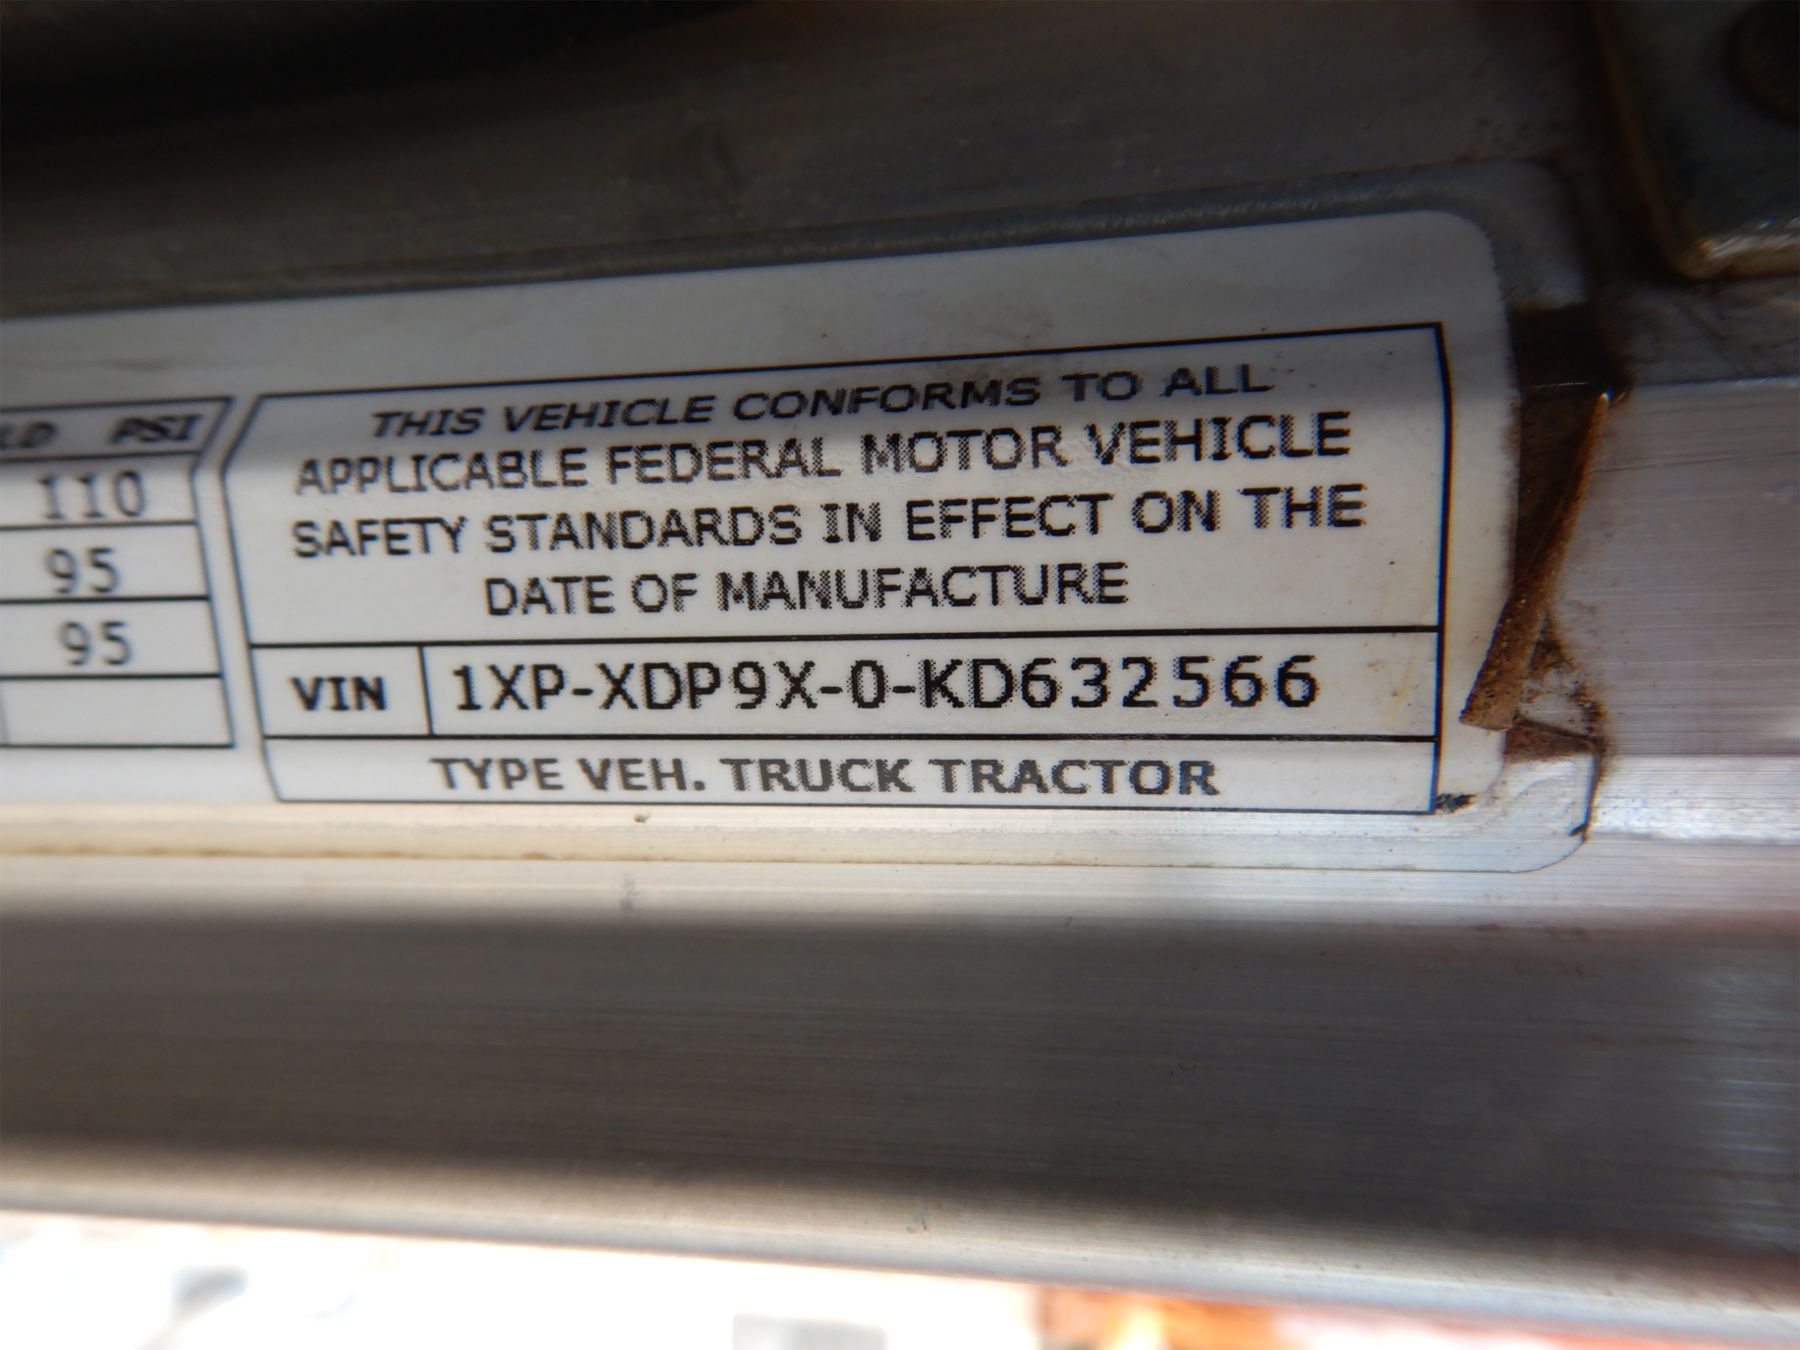 LD PSI
110
95
95
THIS VEHICLE CONFORMS TO ALL
APPLICABLE FEDERAL MOTOR VEHICLE
SAFETY STANDARDS IN EFFECT ON THE
DATE OF MANUFACTURE
VIN 1XP-XDP9X-0-KD632566
TYPE VEH. TRUCK TRACTOR